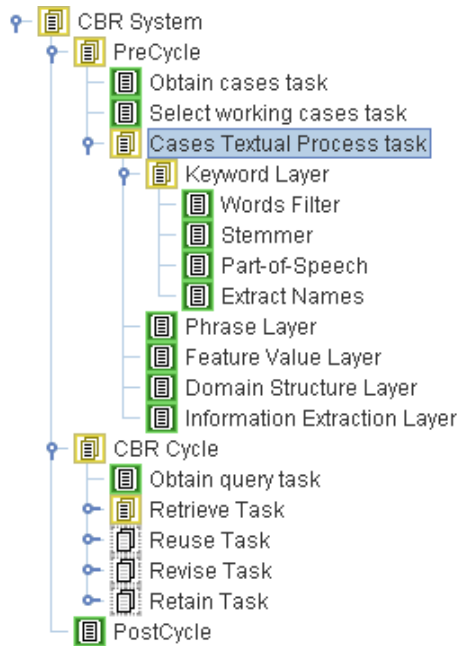 CBR System
PreCycle
Obtain cases task
Select working cases task
Cases Textual Process task
Keyword Layer
Words Filter
Stemmer
Part-of-Speech
Extract Names
Phrase Layer
Feature Value Layer
Domain Structure Layer
Information Extraction Layer
CBR Cycle
Obtain query task
Retrieve Task
Reuse Task
Revise Task
Retain Task
PostCycle